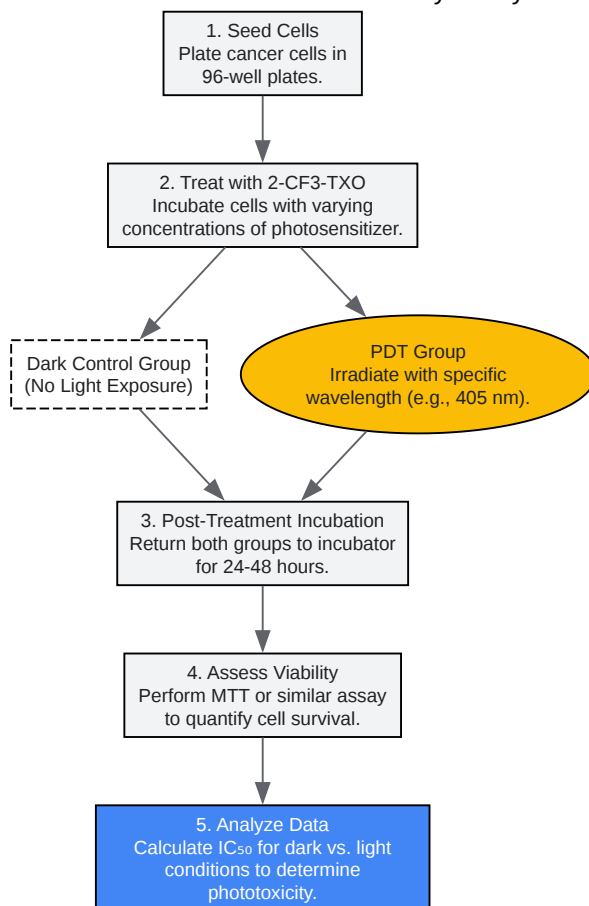 1. Seed Cells
Plate cancer cells in
96-well plates.
2. Treat with 2-CF3-TXO
Incubate cells with varying
concentrations of photosensitizer.
Dark Control Group
(No Light Exposure)
PDT Group
Irradiate with specific
wavelength (e.g., 405 nm).
3. Post-Treatment Incubation
Return both groups to incubator
for 24-48 hours.
4. Assess Viability
Perform MTT or similar assay
to quantify cell survival.
5. Analyze Data
Calculate IC₅₀ for dark vs. light
conditions to determine
phototoxicity.